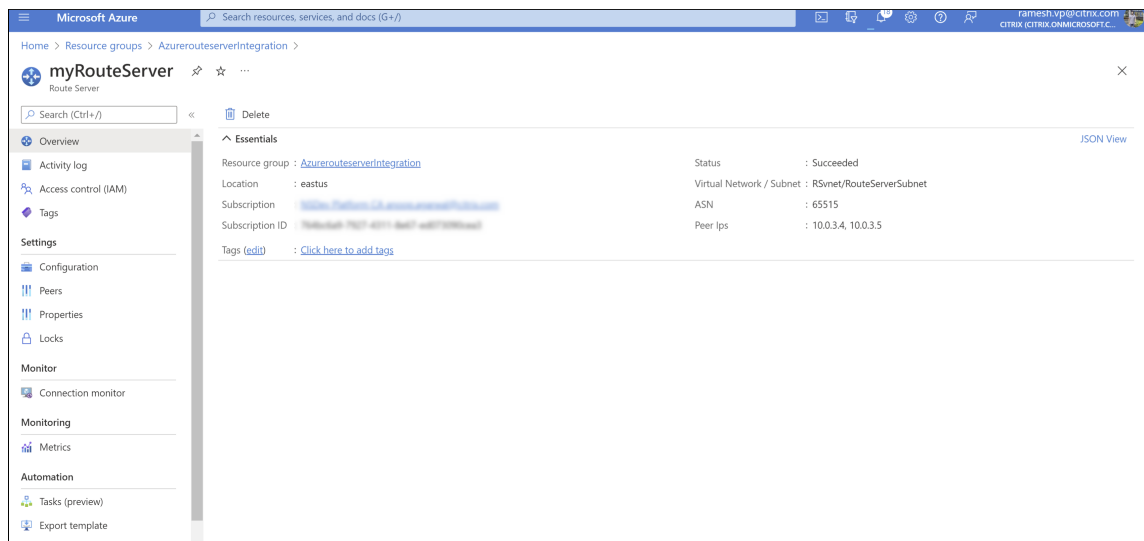 Microsoft Azure
Search resources, services, and docs (G+/)
18
ramesh.vp@citrix.com
CITRIX (CITRIX.ONMICROSOFT.C...
Home > Resource groups > AzurerouteserverIntegration >
myRouteServer
...
Route Server
Search (Ctrl+/)
«
Delete
Overview
Activity log
Access control (IAM)
Tags
Settings
Configuration
Peers
Properties
Locks
Monitor
Connection monitor
Monitoring
Metrics
Automation
Tasks (preview)
Export template
Essentials
JSON View
Resource group : AzurerouteserverIntegration
Location : eastus
Subscription :
Subscription ID :
Tags (edit) : Click here to add tags
Status : Succeeded
Virtual Network / Subnet : RSvnet/RouteServerSubnet
ASN : 65515
Peer Ips : 10.0.3.4, 10.0.3.5